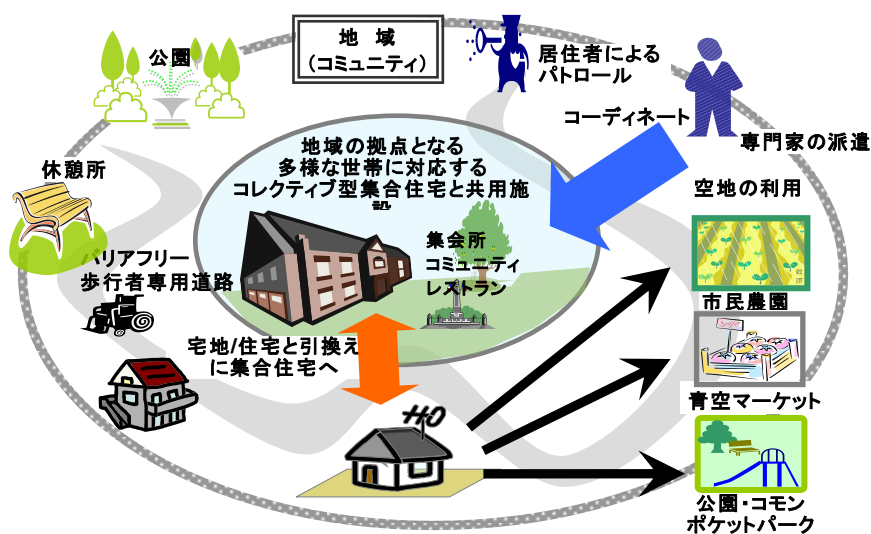 地　域
（コミュニティ）
公園
居住者による
パトロール
コーディネート
専門家の派遣
地域の拠点となる
多様な世帯に対応する
コレクティブ型集合住宅と共用施
設
休憩所
空地の利用
集会所
コミュニティ
レストラン
バリアフリー
歩行者専用道路
市民農園
宅地/住宅と引換え
に集合住宅へ
青空マーケット
公園・コモン
ポケットパーク